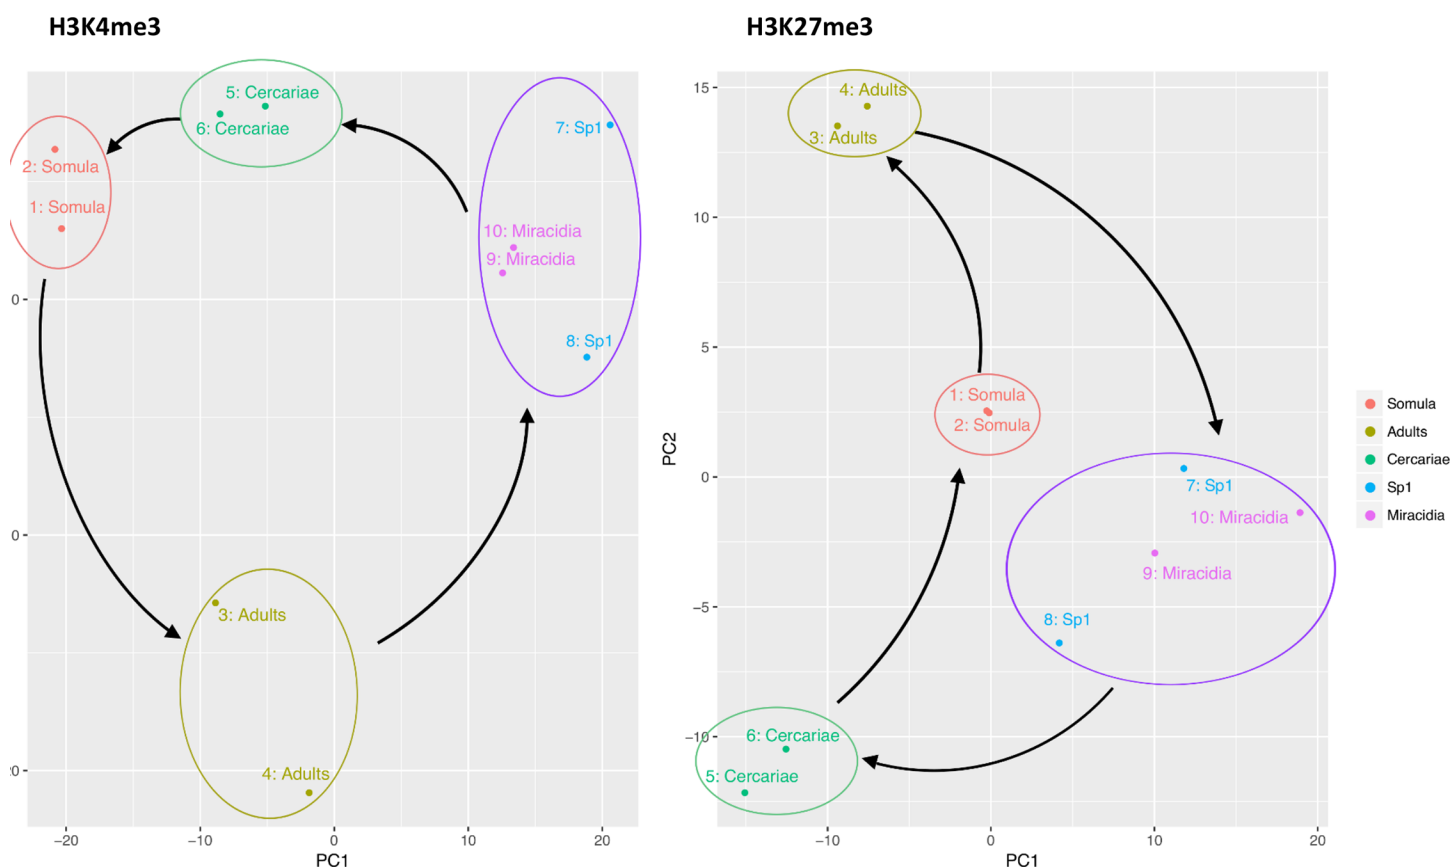 H3K4me3
H3K27me3
5: Cercariae
6: Cercariae
7: Sp1
2: Somula
1: Somula
10: Miracidia
9: Miracidia
8: Sp1
3: Adults
4: Adults
0
0
0
−20
−10
0
10
20
PC1
4: Adults
3: Adults
1: Somula
2: Somula
7: Sp1
10: Miracidia
9: Miracidia
8: Sp1
6: Cercariae
5: Cercariae
15
10
5
0
−5
−10
PC2
−10
0
10
20
PC1
Somula
Adults
Cercariae
Sp1
Miracidia